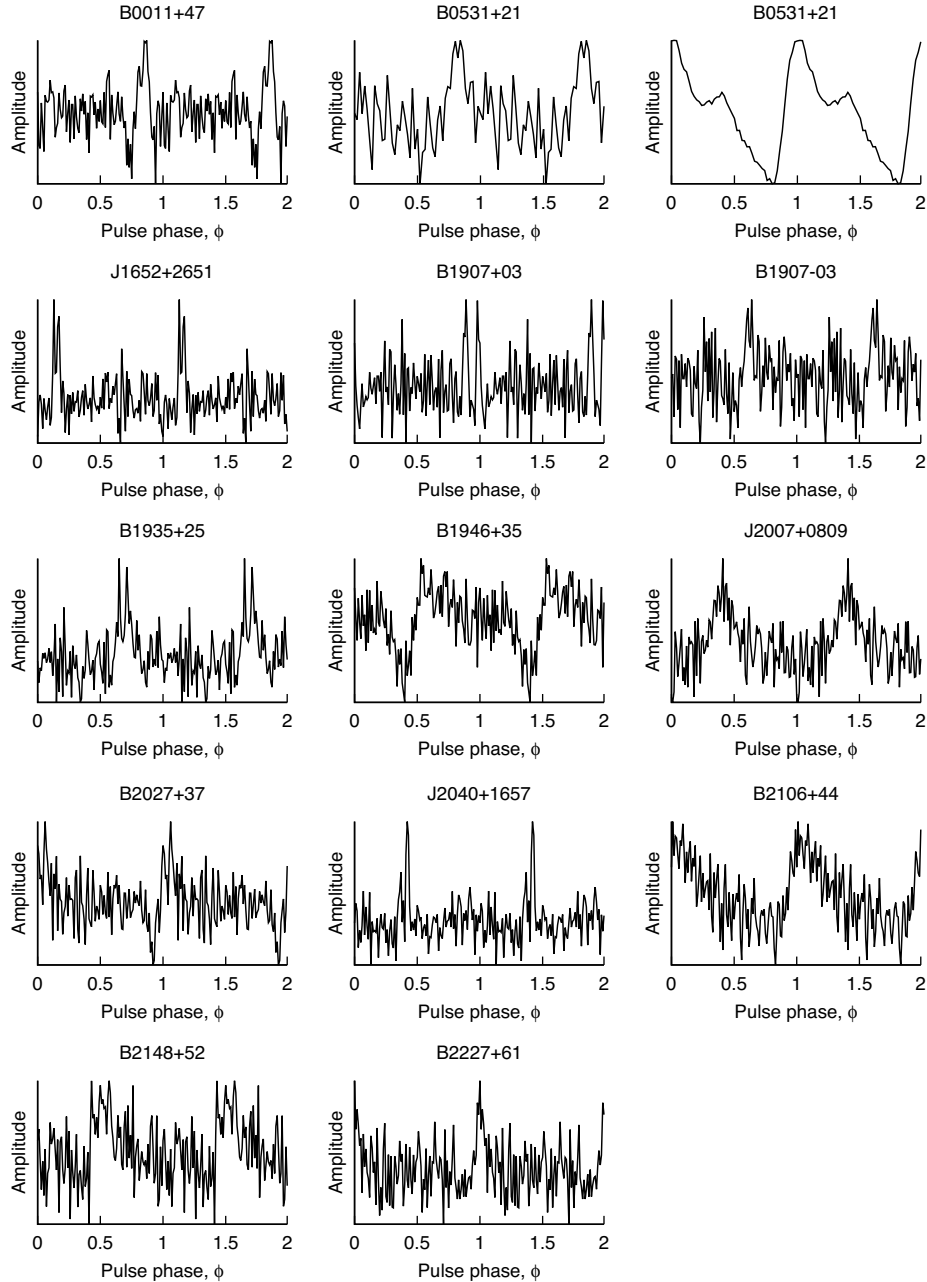 B0011+47 B0531+21 B0531+21
Amplitude Amplitude Amplitude
0 0.5 1 1.5 2 0 0.5 1 1.5 2 0 0.5 1 1.5 2
Pulse phase, ϕ Pulse phase, ϕ Pulse phase, ϕ
J1652+2651 B1907+03 B1907-03
Amplitude Amplitude Amplitude
0 0.5 1 1.5 2 0 0.5 1 1.5 2 0 0.5 1 1.5 2
Pulse phase, ϕ Pulse phase, ϕ Pulse phase, ϕ
B1935+25 B1946+35 J2007+0809
Amplitude Amplitude Amplitude
0 0.5 1 1.5 2 0 0.5 1 1.5 2 0 0.5 1 1.5 2
Pulse phase, ϕ Pulse phase, ϕ Pulse phase, ϕ
B2027+37 J2040+1657 B2106+44
Amplitude Amplitude Amplitude
0 0.5 1 1.5 2 0 0.5 1 1.5 2 0 0.5 1 1.5 2
Pulse phase, ϕ Pulse phase, ϕ Pulse phase, ϕ
B2148+52 B2227+61
Amplitude Amplitude
0 0.5 1 1.5 2 0 0.5 1 1.5 2
Pulse phase, ϕ Pulse phase, ϕ